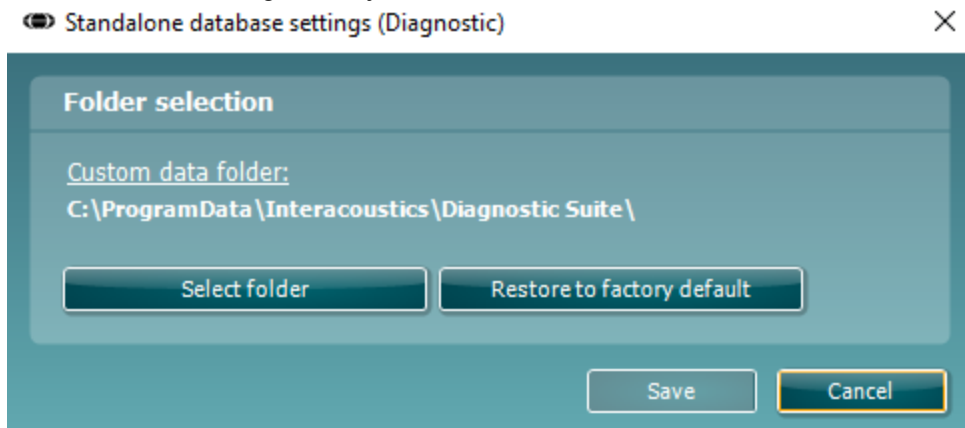 Standalone database settings (Diagnostic)
Folder selection
Custom data folder:
C:\ProgramData\Interacoustics\Diagnostic Suite\
Select folder
Restore to factory default
Save
Cancel